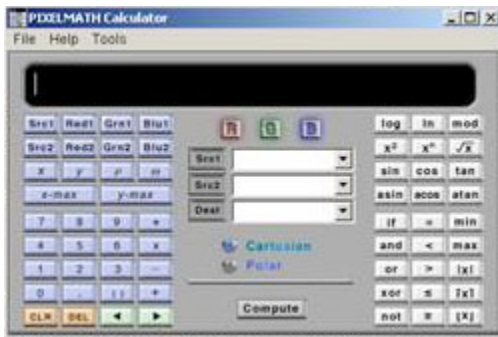 PIXELMATH Calculator
File Help Tools
Src1 Red1 Grn1 Blu1
R G B
log ln mod
Src2 Red2 Grn2 Blu2
x² xⁿ √x
Src1
x y ρ
sin cos tan
Src2
x-max y-max
asin acos atan
Dest
7 8 9
if = min
4 5 6 x
Cartesian
and < max
1 2 3 −
Polar
or > |x|
0 . ( ) +
xor ≤ ⌈x⌉
CLR DEL ◄ ►
Compute
not ⌊x⌋